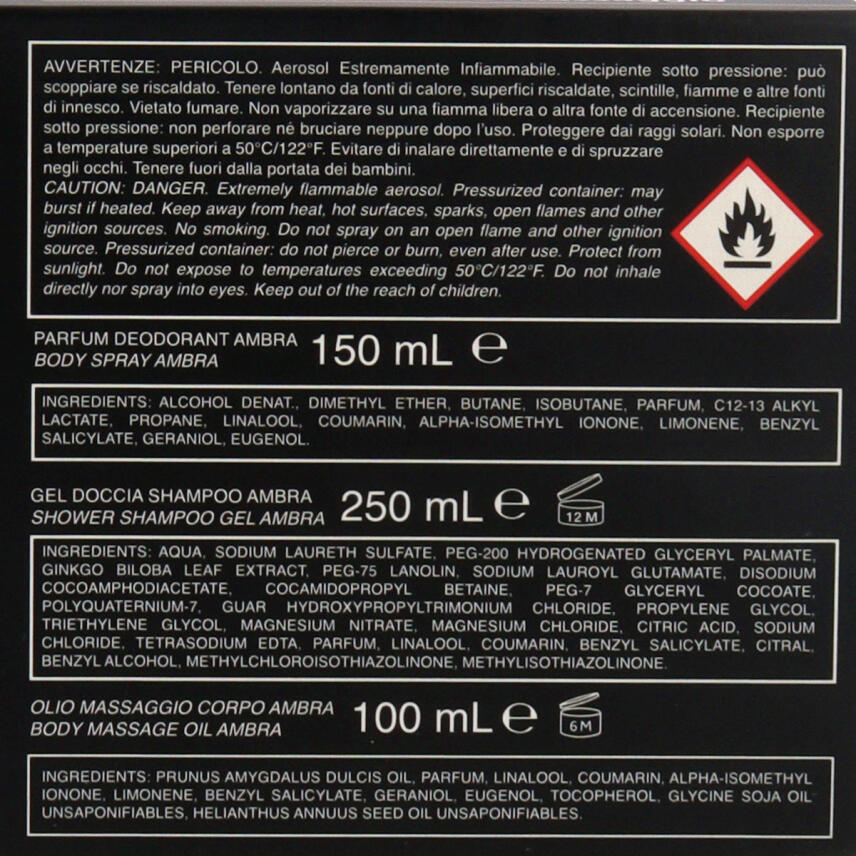 AVVERTENZE: PERICOLO. Aerosol Estremamente Infiammabile. Recipiente sotto pressione: può
scoppiare se riscaldato. Tenere lontano da fonti di calore, superfici riscaldate, scintille, fiamme e altre fonti
di innesco. Vietato fumare. Non vaporizzare su una fiamma libera o altra fonte di accensione. Recipiente
sotto pressione: non perforare né bruciare neppure dopo l'uso. Proteggere dai raggi solari. Non esporre
a temperature superiori a 50°C/122°F. Evitare di inalare direttamente e di spruzzare
negli occhi. Tenere fuori dalla portata dei bambini.
CAUTION: DANGER. Extremely flammable aerosol. Pressurized container: may
burst if heated. Keep away from heat, hot surfaces, sparks, open flames and other
ignition sources. No smoking. Do not spray on an open flame and other ignition
source. Pressurized container: do not pierce or burn, even after use. Protect from
sunlight. Do not expose to temperatures exceeding 50°C/122°F. Do not inhale
directly nor spray into eyes. Keep out of the reach of children.
PARFUM DEODORANT AMBRA
BODY SPRAY AMBRA
150 mL ℮
INGREDIENTS: ALCOHOL DENAT., DIMETHYL ETHER, BUTANE, ISOBUTANE, PARFUM, C12-13 ALKYL
LACTATE, PROPANE, LINALOOL, COUMARIN, ALPHA-ISOMETHYL IONONE, LIMONENE, BENZYL
SALICYLATE, GERANIOL, EUGENOL.
GEL DOCCIA SHAMPOO AMBRA
SHOWER SHAMPOO GEL AMBRA
250 mL ℮
12 M
INGREDIENTS: AQUA, SODIUM LAURETH SULFATE, PEG-200 HYDROGENATED GLYCERYL PALMATE,
GINKGO BILOBA LEAF EXTRACT, PEG-75 LANOLIN, SODIUM LAUROYL GLUTAMATE, DISODIUM
COCOAMPHODIACETATE, COCAMIDOPROPYL BETAINE, PEG-7 GLYCERYL COCOATE,
POLYQUATERNIUM-7, GUAR HYDROXYPROPYLTRIMONIUM CHLORIDE, PROPYLENE GLYCOL,
TRIETHYLENE GLYCOL, MAGNESIUM NITRATE, MAGNESIUM CHLORIDE, CITRIC ACID, SODIUM
CHLORIDE, TETRASODIUM EDTA, PARFUM, LINALOOL, COUMARIN, BENZYL SALICYLATE, CITRAL,
BENZYL ALCOHOL, METHYLCHLOROISOTHIAZOLINONE, METHYLISOTHIAZOLINONE.
OLIO MASSAGGIO CORPO AMBRA
BODY MASSAGE OIL AMBRA
100 mL ℮
6 M
INGREDIENTS: PRUNUS AMYGDALUS DULCIS OIL, PARFUM, LINALOOL, COUMARIN, ALPHA-ISOMETHYL
IONONE, LIMONENE, BENZYL SALICYLATE, GERANIOL, EUGENOL, TOCOPHEROL, GLYCINE SOJA OIL
UNSAPONIFIABLES, HELIANTHUS ANNUUS SEED OIL UNSAPONIFIABLES.